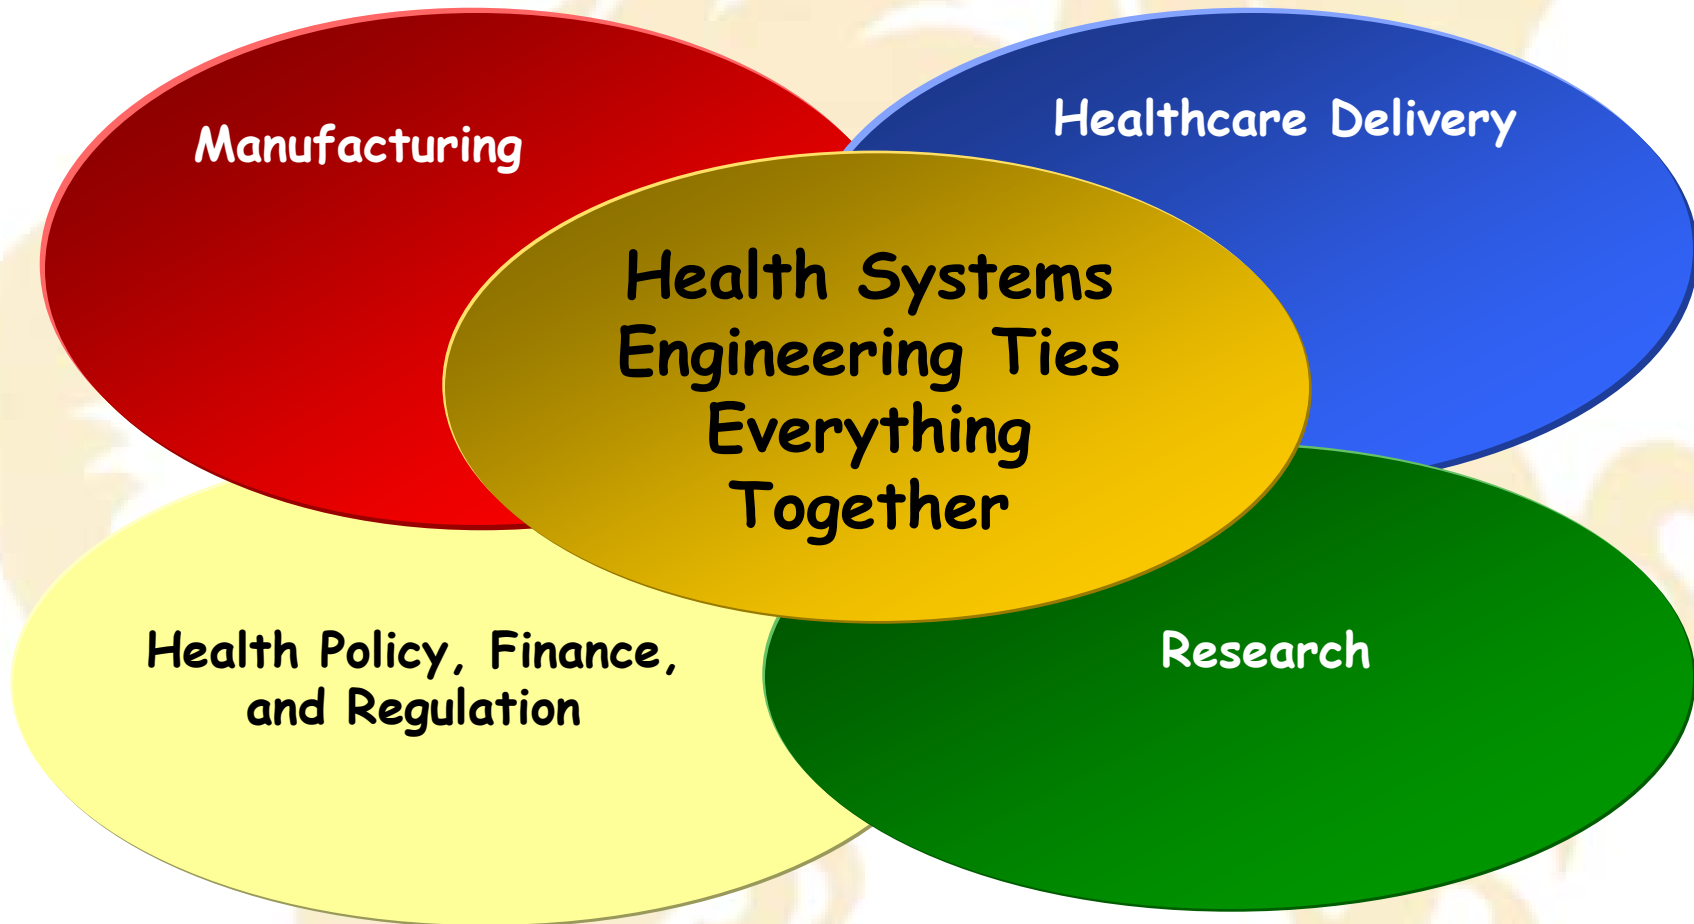 Manufacturing
Healthcare Delivery
Health Systems
Engineering Ties
Everything
Together
Health Policy, Finance,
and Regulation
Research